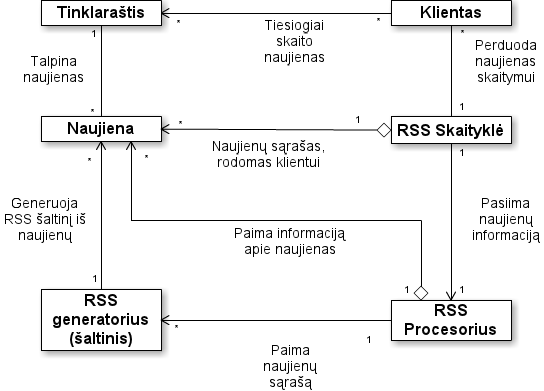 Tinklaraštis
*
Tiesiogiai
skaito
naujienas
*
Klientas
1
Talpina
naujienas
*
*
Perduoda
naujienas
skaitymui
1
Naujiena
*
Naujienų sąrašas,
rodomas klientui
1
RSS Skaityklė
*
*
1
Generuoja
RSS šaltinį iš
naujienų
1
Paima informaciją
apie naujienas
1
Pasiima
naujienų
informaciją
1
RSS
generatorius
(šaltinis)
*
Paima
naujienų
sąrašą
1
RSS
Procesorius